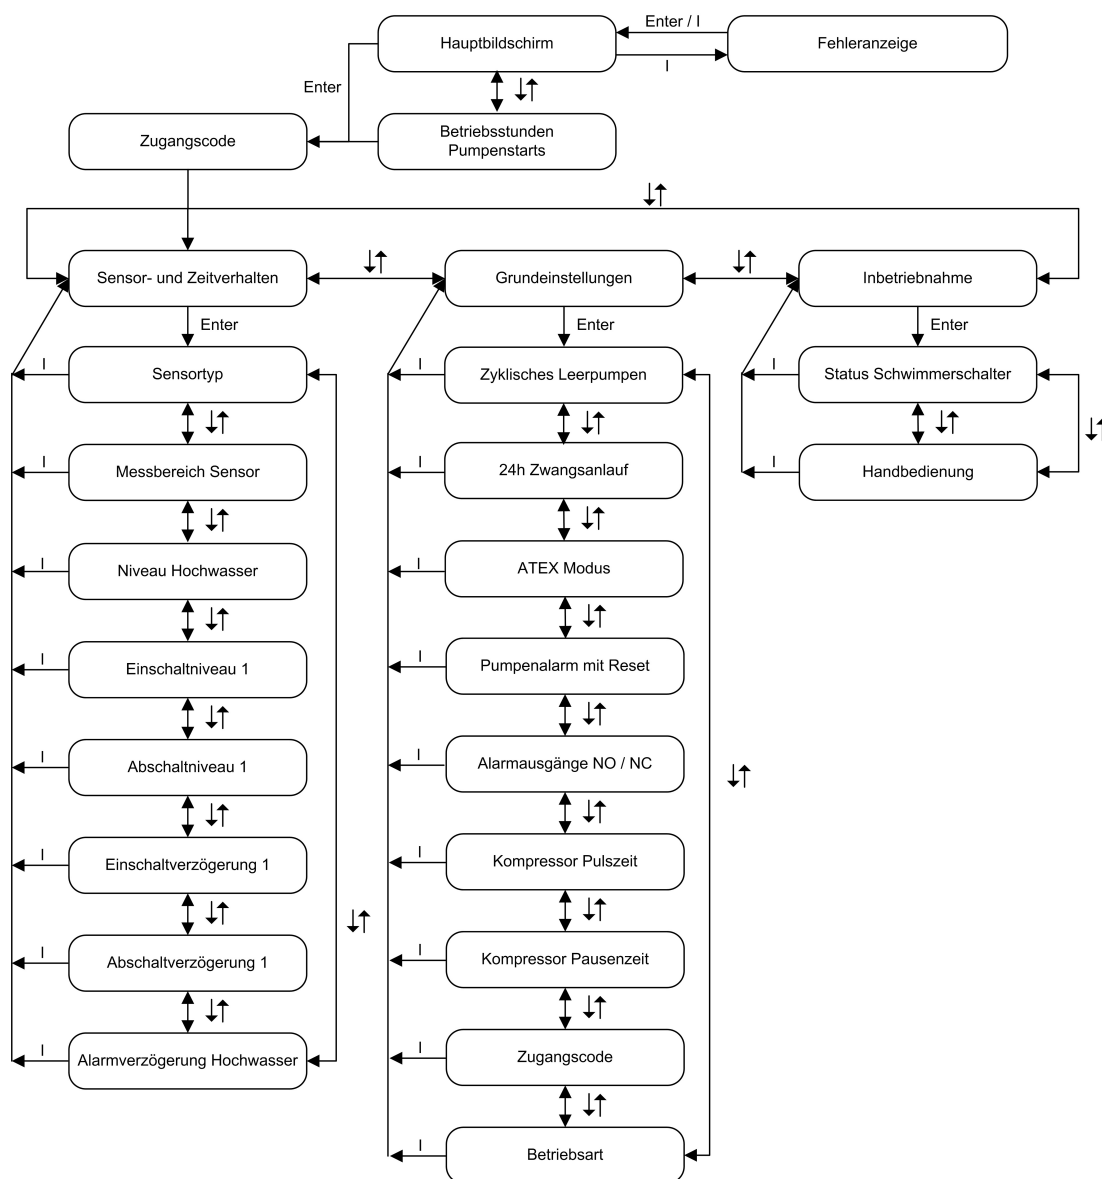 Hauptbildschirm
Enter / I
Fehleranzeige
I
↓↑
Enter
Zugangscode
Betriebsstunden
Pumpenstarts
↓↑
Sensor- und Zeitverhalten
↓↑
Grundeinstellungen
↓↑
Inbetriebnahme
Enter
Enter
Enter
I
Sensortyp
I
Zyklisches Leerpumpen
I
Status Schwimmerschalter
↓↑
↓↑
↓↑
↓↑
I
Messbereich Sensor
I
24h Zwangsanlauf
I
Handbedienung
↓↑
↓↑
I
Niveau Hochwasser
I
ATEX Modus
↓↑
↓↑
I
Einschaltniveau 1
I
Pumpenalarm mit Reset
↓↑
↓↑
I
Abschaltniveau 1
I
Alarmausgänge NO / NC
↓↑
↓↑
↓↑
I
Einschaltverzögerung 1
I
Kompressor Pulszeit
↓↑
↓↑
↓↑
I
Abschaltverzögerung 1
I
Kompressor Pausenzeit
↓↑
↓↑
I
Alarmverzögerung Hochwasser
I
Zugangscode
↓↑
I
Betriebsart